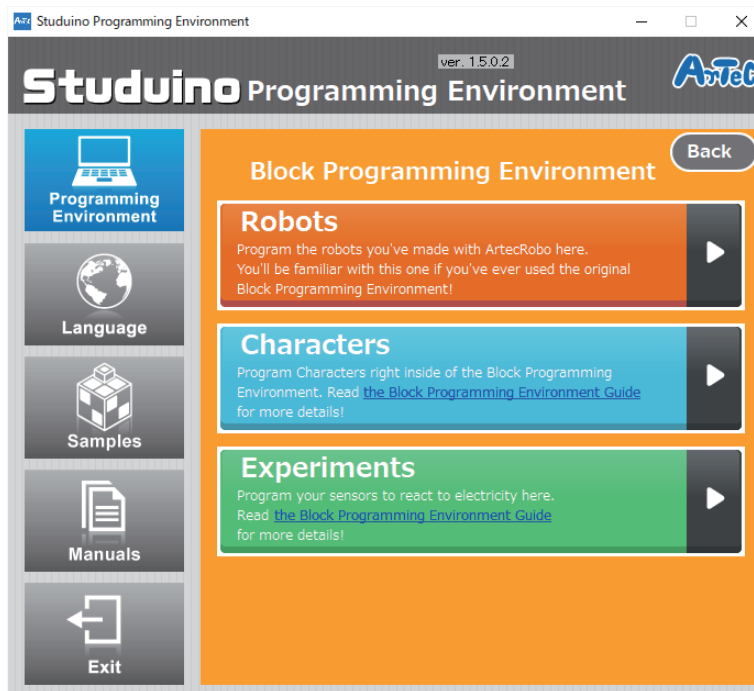 ArTec Studuino Programming Environment
ver. 1.5.0.2
Studuino Programming Environment
ArTeC
Back
Block Programming Environment
Programming
Environment
Language
Samples
Manuals
Exit
Robots
Program the robots you've made with ArtecRobo here.
You'll be familiar with this one if you've ever used the original
Block Programming Environment!
Characters
Program Characters right inside of the Block Programming
Environment. Read the Block Programming Environment Guide
for more details!
Experiments
Program your sensors to react to electricity here.
Read the Block Programming Environment Guide
for more details!